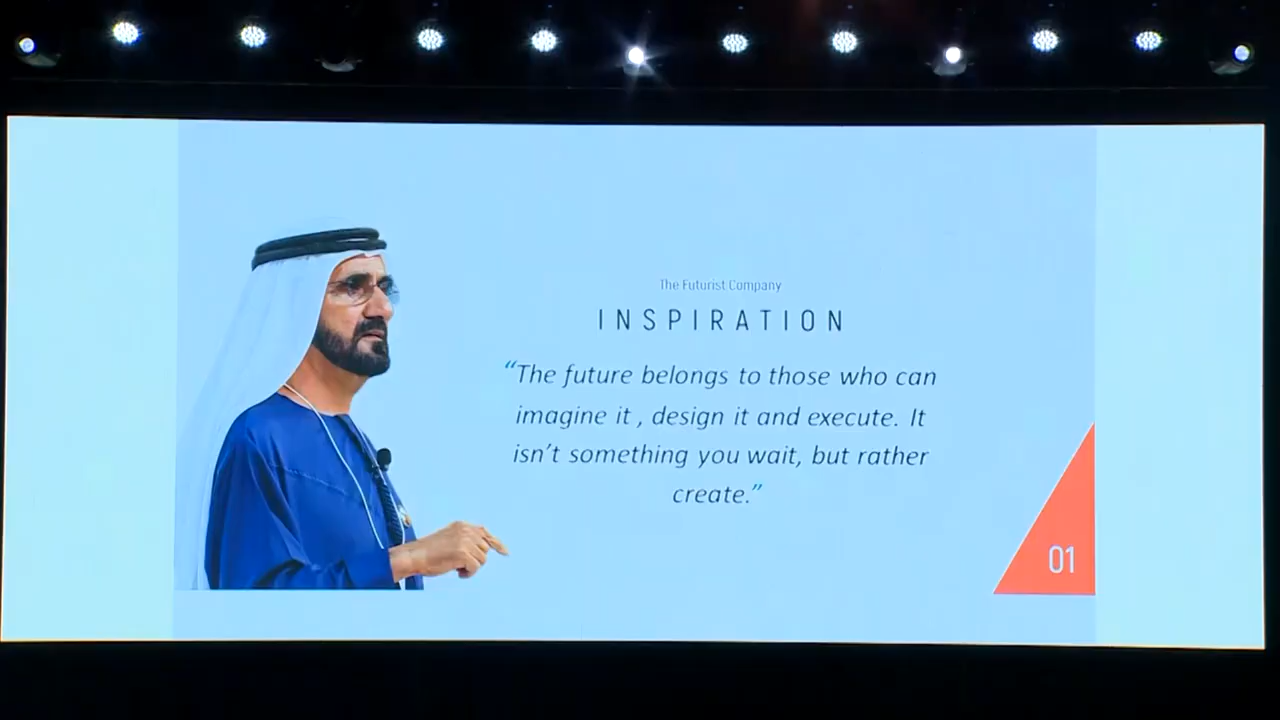 The Futurist Company
INSPIRATION
“The future belongs to those who can
imagine it , design it and execute. It
isn’t something you wait, but rather
create.”
01